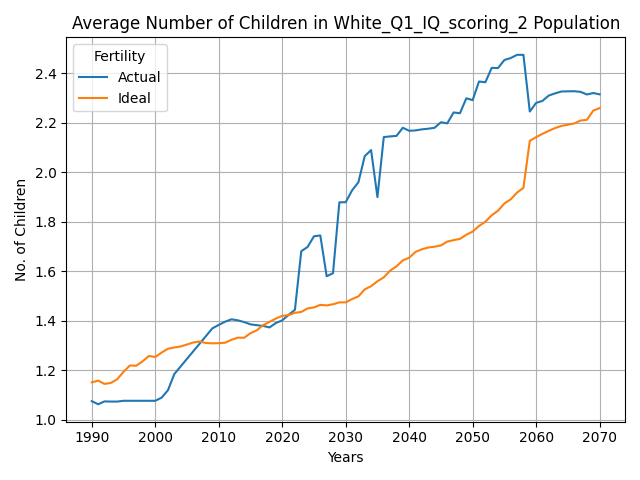 Average Number of Children in White_Q1_IQ_scoring_2 Population
Fertility
Actual
Ideal
No. of Children
2.4
2.2
2.0
1.8
1.6
1.4
1.2
1.0
1990 2000 2010 2020 2030 2040 2050 2060 2070
Years